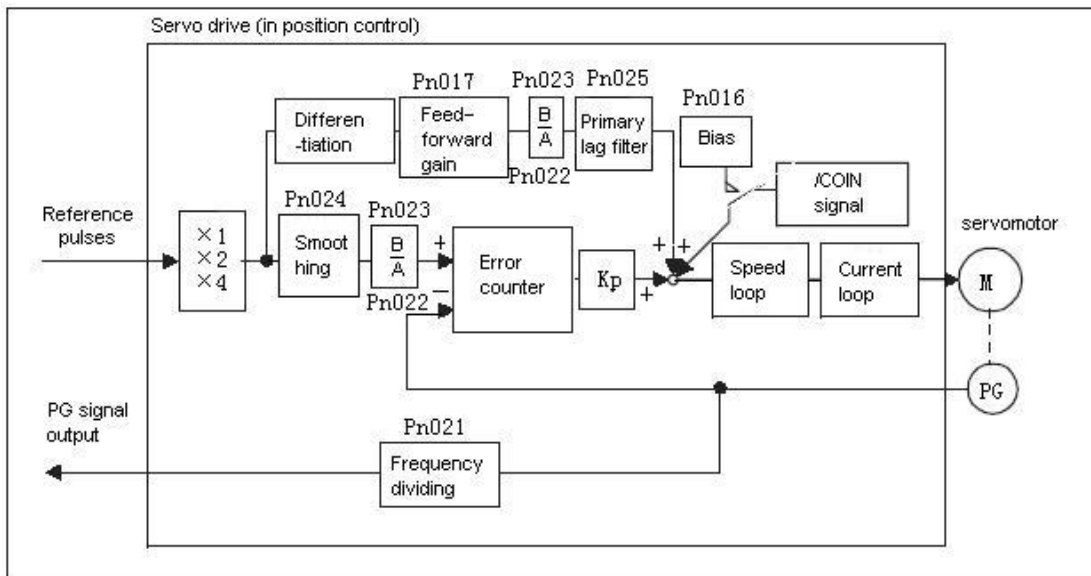 Servo drive (in position control)
Pn017
Pn023
Pn025
Pn016
Differen
-tiation
Feed-
forward
gain
B
A
Pn022
Primary
lag filter
Bias
/COIN
signal
Reference
pulses
×1
×2
×4
Pn024
Smoot
hing
Pn023
B
A
Pn022
+
−
Error
counter
Kp
+
+
+
Speed
loop
Current
loop
servomotor
M
PG
PG signal
output
Pn021
Frequency
dividing